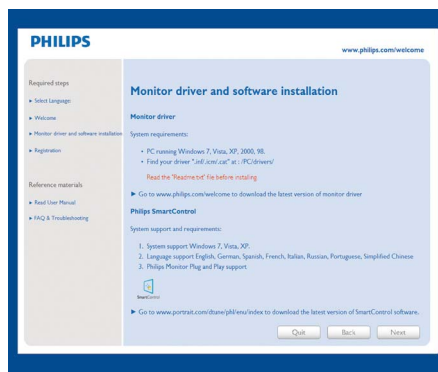 PHILIPS
www.philips.com/welcome
Required steps
Select Language:
Welcome
Monitor driver and software installation
Registration
Reference materials
Read User Manual
FAQ & Troubleshooting
Monitor driver and software installation
Monitor driver
System requirements:
• PC running Windows 7, Vista, XP, 2000, 98.
• Find your driver ".inf/.icm/.cat" at : /PC/drivers/
Read the "Readme.txt" file before installing
Go to www.philips.com/welcome to download the latest version of monitor driver
Philips SmartControl
System support and requirements:
1. System support Windows 7, Vista, XP.
2. Language support English, German, Spanish, French, Italian, Russian, Portuguese, Simplified Chinese
3. Philips Monitor Plug and Play support
SmartControl
Go to www.portrait.com/dtune/phl/enu/index to download the latest version of SmartControl software.
Quit
Back
Next